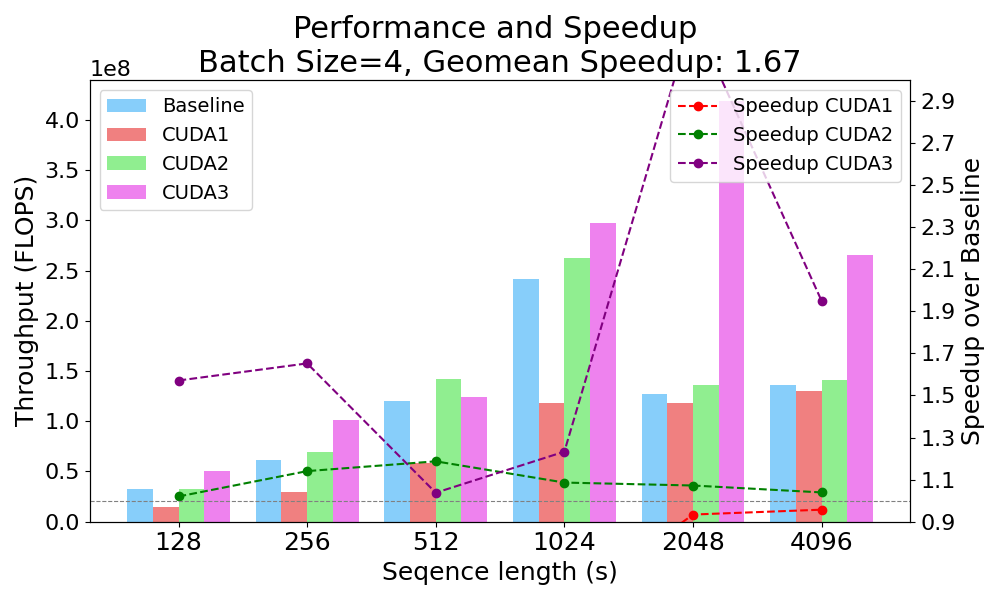 Performance and Speedup
Batch Size=4, Geomean Speedup: 1.67
1e8
Baseline
CUDA1
CUDA2
CUDA3
Speedup CUDA1
Speedup CUDA2
Speedup CUDA3
Throughput (FLOPS)
4.0
3.5
3.0
2.5
2.0
1.5
1.0
0.5
0.0
Speedup over Baseline
2.9
2.7
2.5
2.3
2.1
1.9
1.7
1.5
1.3
1.1
0.9
128 256 512 1024 2048 4096
Seqence length (s)